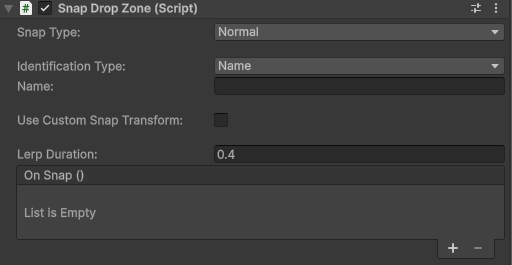 # Snap Drop Zone (Script)
Snap Type: Normal
Identification Type: Name
Name:
Use Custom Snap Transform:
Lerp Duration: 0.4
On Snap ()
List is Empty
+ −